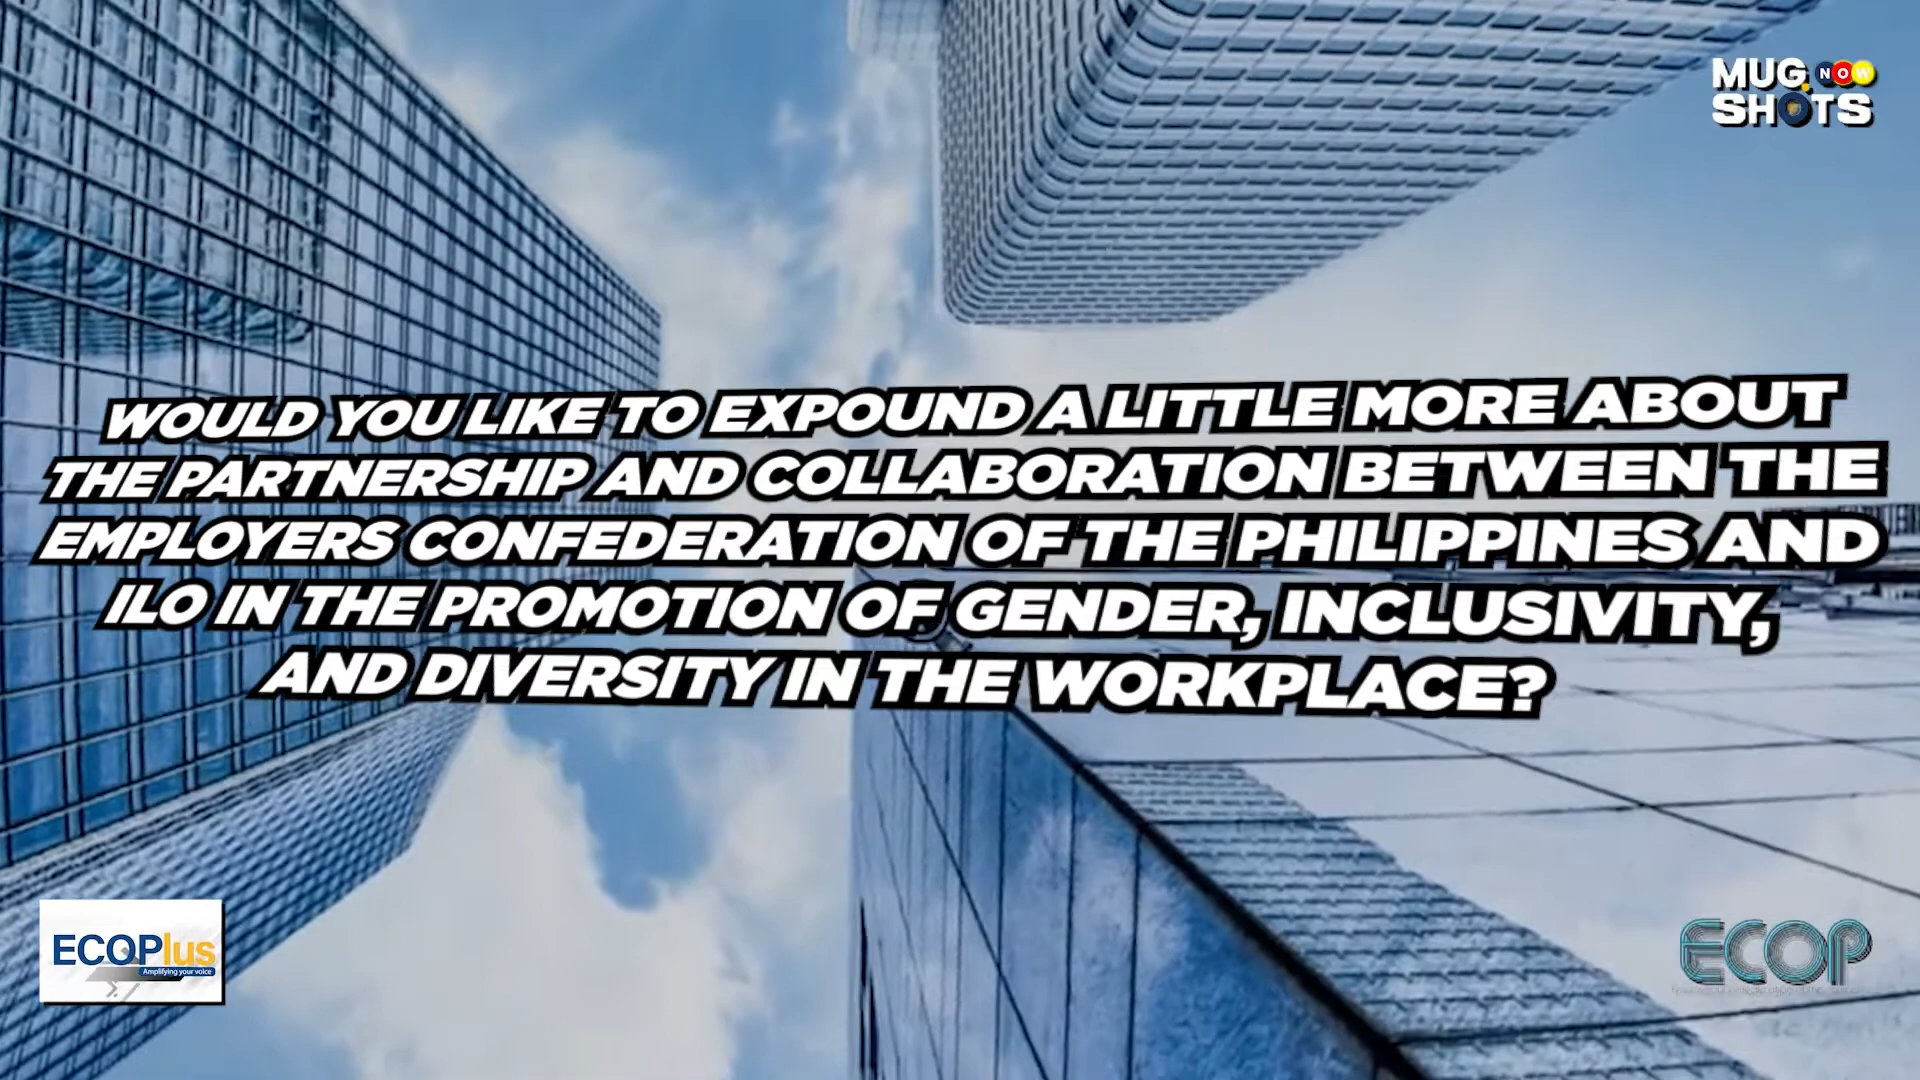 MUG NOW
SHOTS
WOULD YOU LIKE TO EXPOUND A LITTLE MORE ABOUT
THE PARTNERSHIP AND COLLABORATION BETWEEN THE
EMPLOYERS CONFEDERATION OF THE PHILIPPINES AND
ILO IN THE PROMOTION OF GENDER, INCLUSIVITY,
AND DIVERSITY IN THE WORKPLACE?
ECOPlus
Amplifying your voice
ECOP